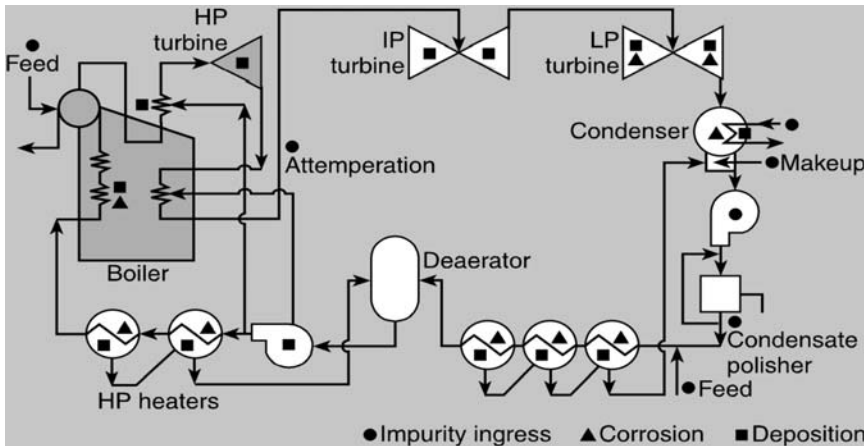 HP
turbine
IP
turbine
LP
turbine
Feed
Condenser
Attemperation
Makeup
Boiler
Deaerator
Condensate
polisher
HP heaters
Feed
Impurity ingress
Corrosion
Deposition